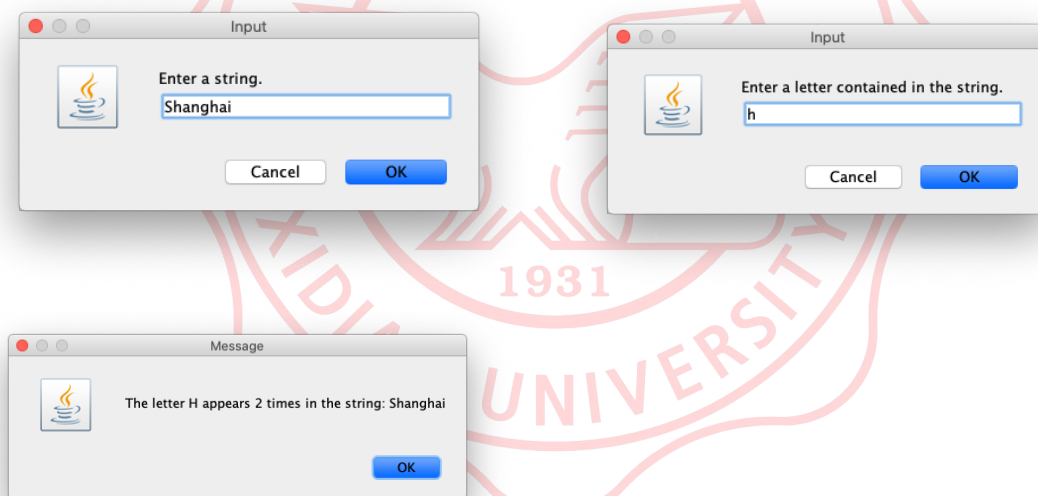 Input
Enter a string.
Shanghai
Cancel OK
Input
Enter a letter contained in the string.
h
Cancel OK
1931
XIDIAN UNIVERSITY
Message
The letter H appears 2 times in the string: Shanghai
OK